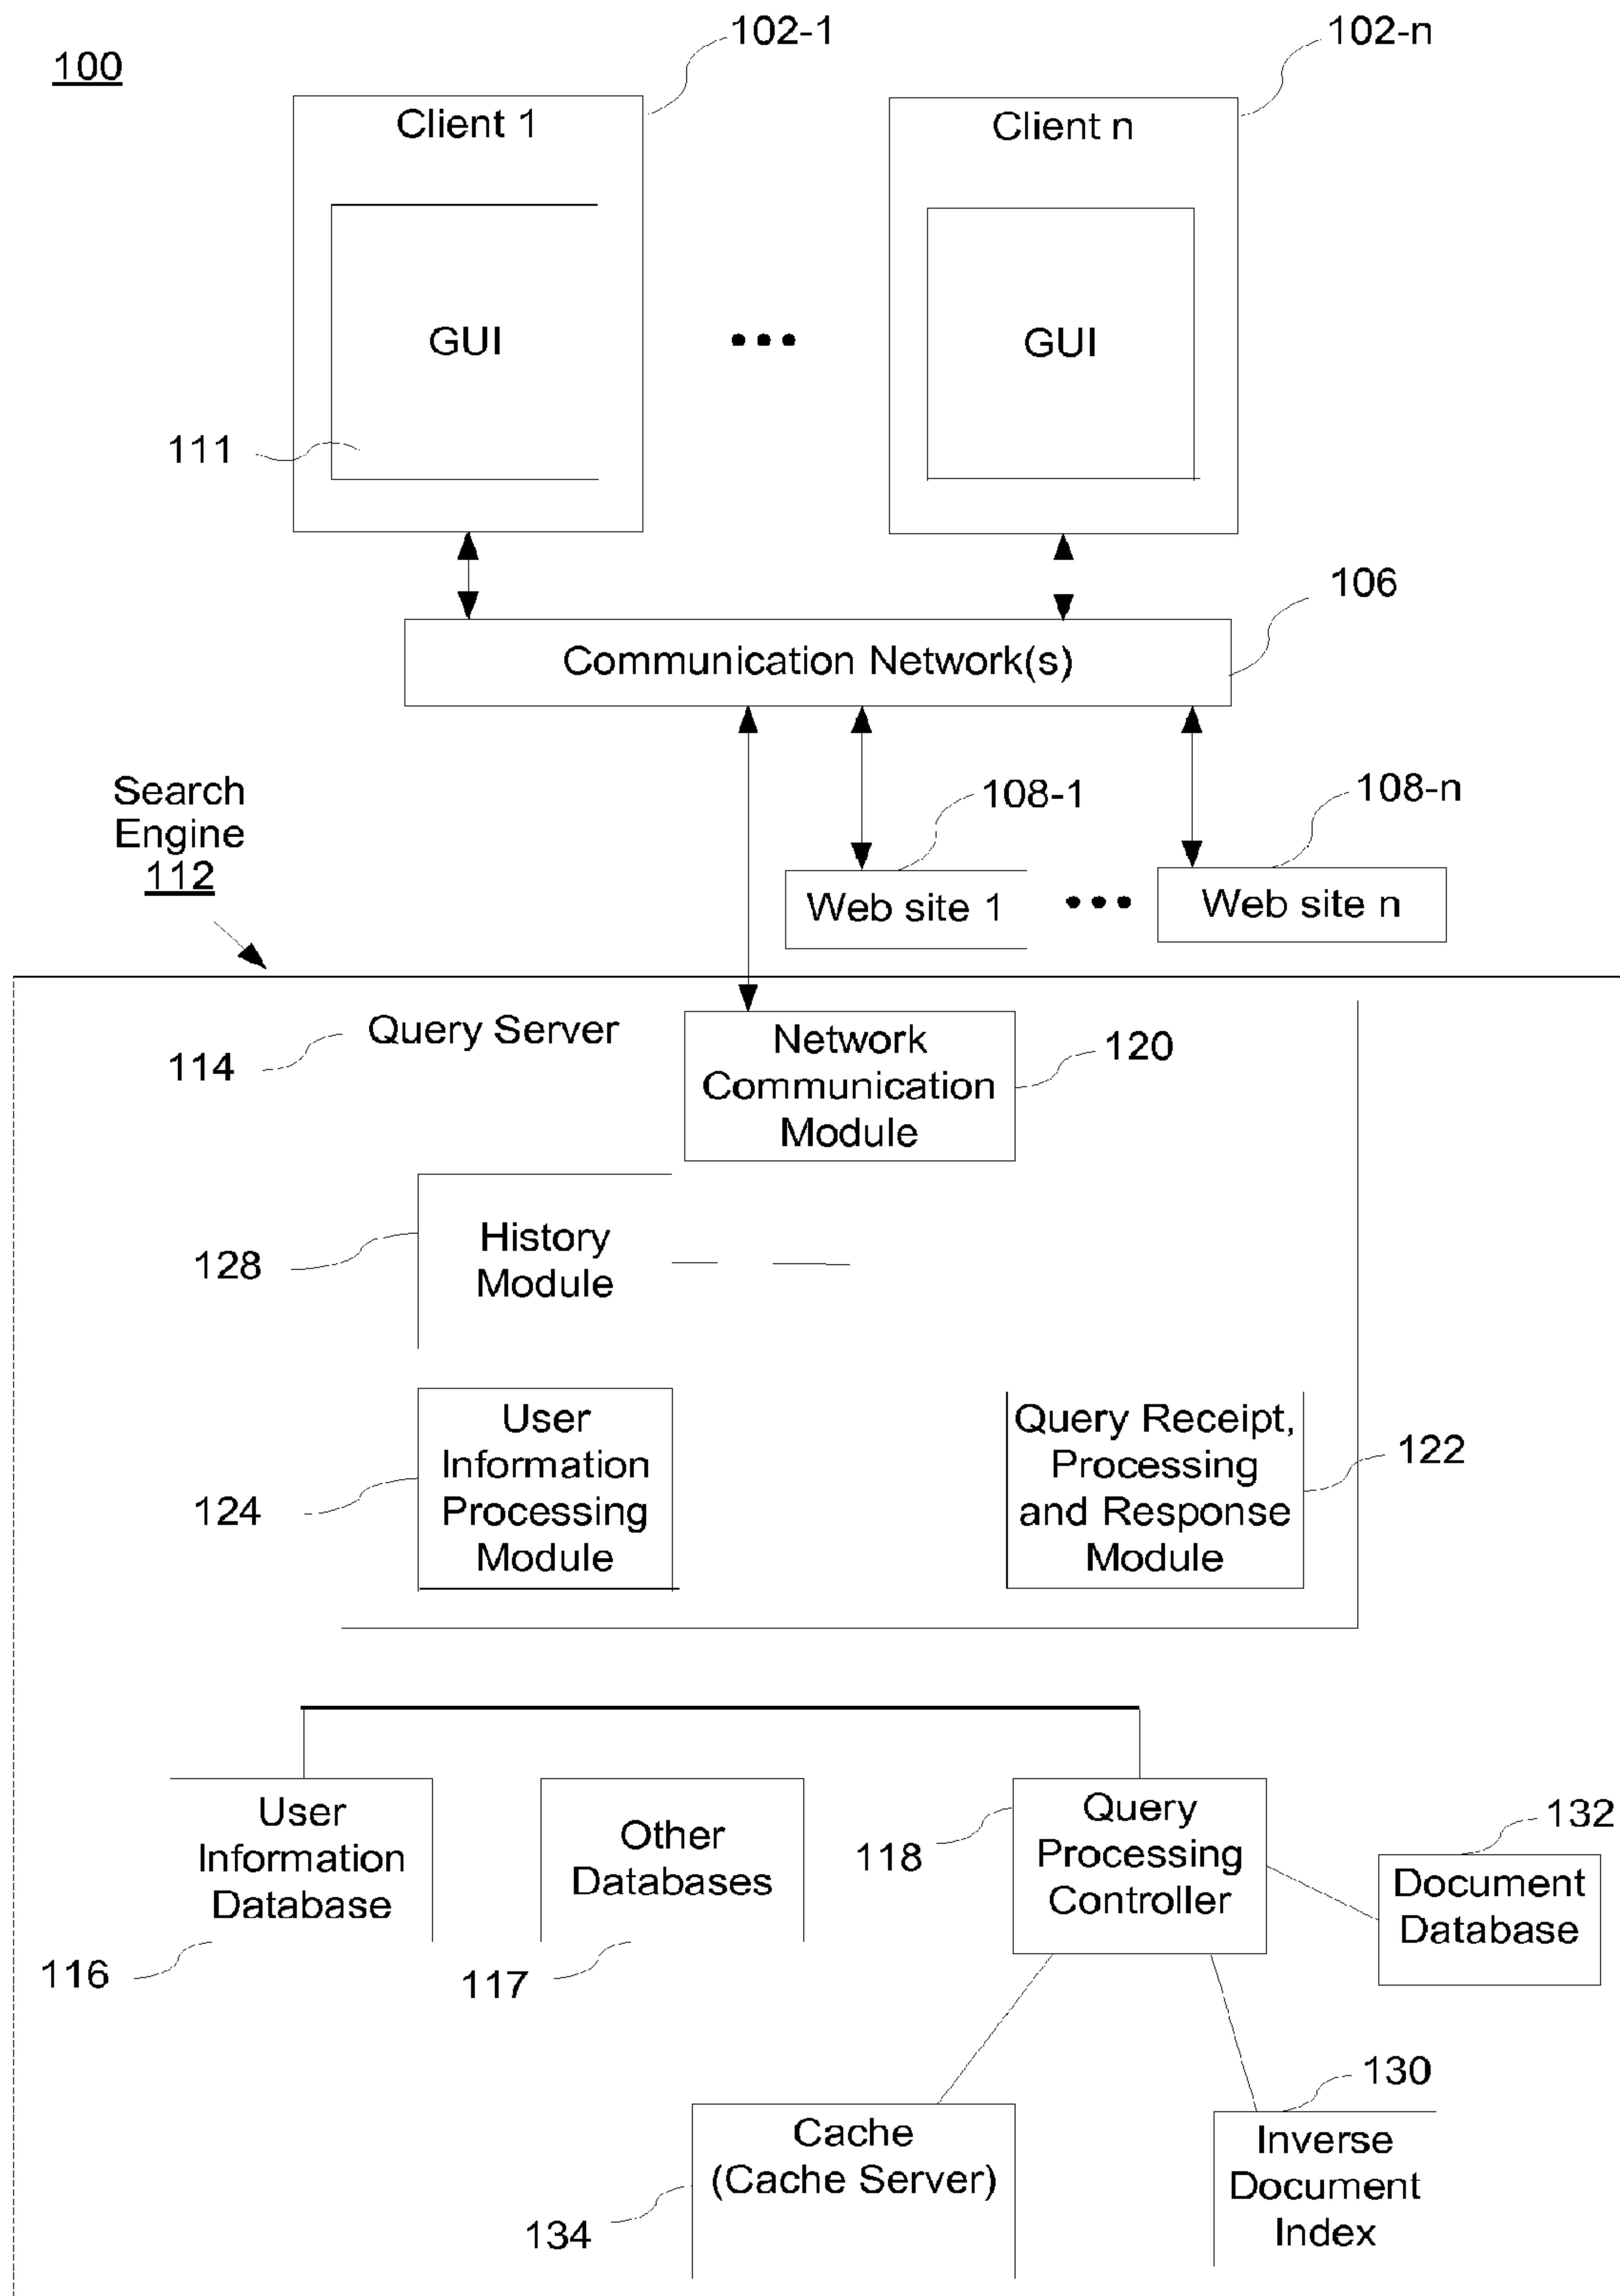 100
102-1
102-n
Client 1
Client n
GUI
GUI
111
106
Communication Network(s)
Search
Engine
112
108-1
108-n
Web site 1
Web site n
Query Server
114
Network
Communication
Module
120
History
Module
128
User
Information
Processing
Module
124
Query Receipt,
Processing
and Response
Module
122
User
Information
Database
116
Other
Databases
117
Query
Processing
Controller
118
132
Document
Database
Cache
(Cache Server)
134
130
Inverse
Document
Index